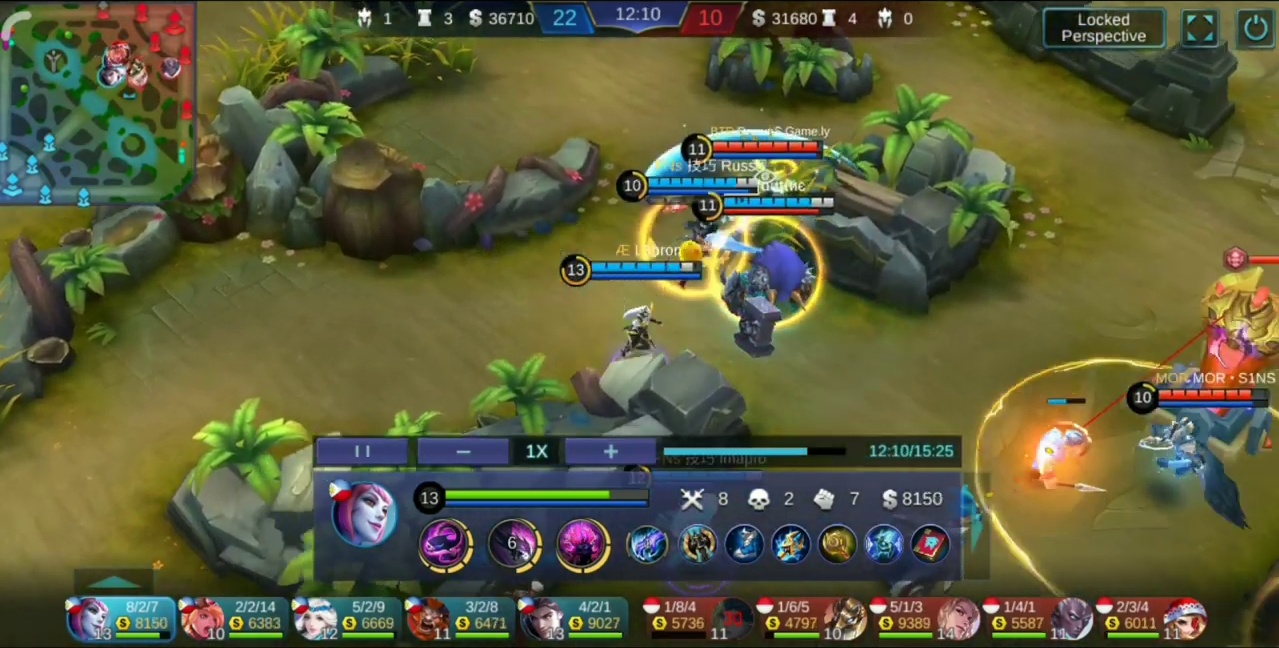 1 3 $ 36710 22 12:10 10 $ 31680 4 0
Locked
Perspective
11
Ns 技巧 Russ
10
11
Æ
13
MOR MOR • S1NS
10
− 1X + 12:10/15:25
13 8 2 7 $ 8150
6
8/2/7 2/2/14 5/2/9 3/2/8 4/2/1 1/8/4 1/6/5 5/1/3 1/4/1 2/3/4
8150 6383 6669 6471 9027 5736 4797 9389 5587 6011
13 10 12 11 13 11 10 14 11 11